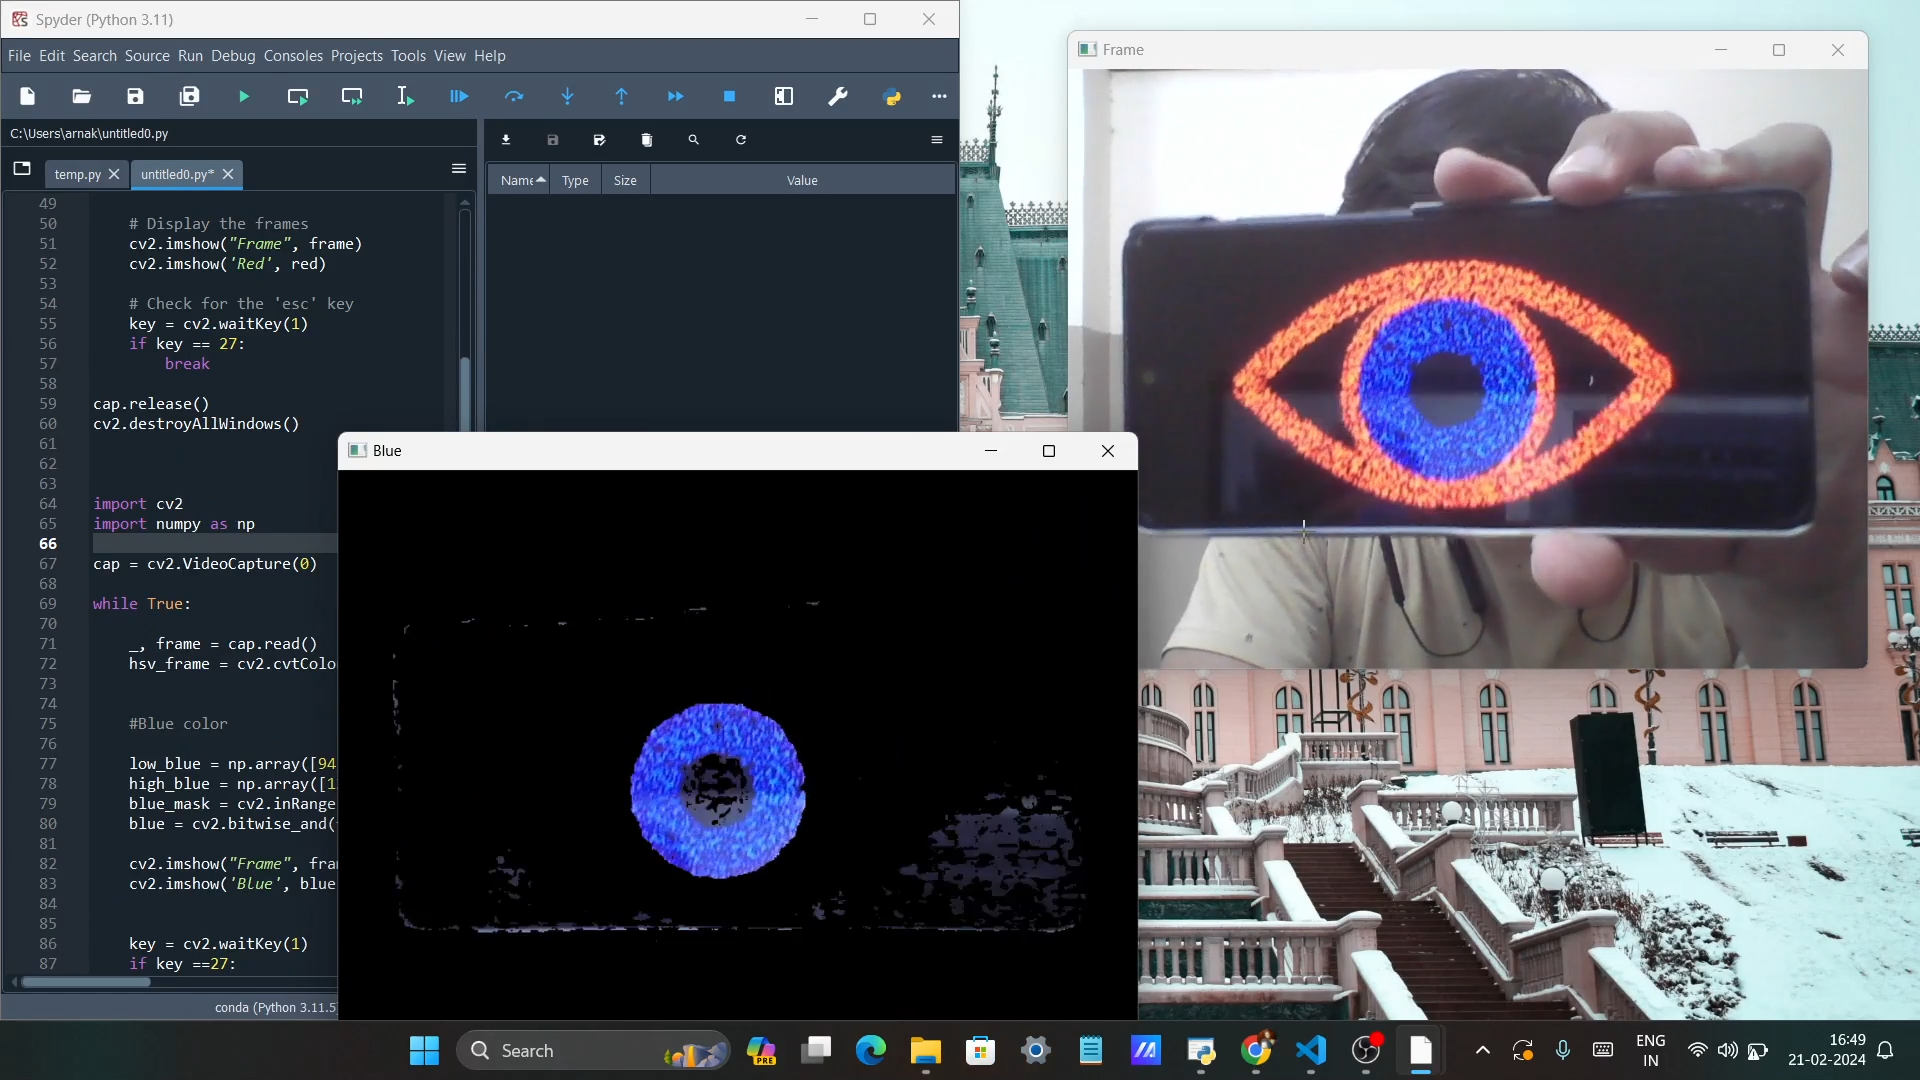 Spyder (Python 3.11)
File Edit Search Source Run Debug Consoles Projects Tools View Help
C:\Users\arnak\untitled0.py
temp.py
untitled0.py*
Name Type Size Value
49
50 # Display the frames
51 cv2.imshow("Frame", frame)
52 cv2.imshow('Red', red)
53
54 # Check for the 'esc' key
55 key = cv2.waitKey(1)
56 if key == 27:
57 break
58
59 cap.release()
60 cv2.destroyAllWindows()
61
62
63
64 import cv2
65 import numpy as np
66
67 cap = cv2.VideoCapture(0)
68
69 while True:
70
71 _, frame = cap.read()
72 hsv_frame = cv2.cvtColo
73
74
75 #Blue color
76
77 low_blue = np.array([94
78 high_blue = np.array([1
79 blue_mask = cv2.inRange
80 blue = cv2.bitwise_and(
81
82 cv2.imshow("Frame", fra
83 cv2.imshow('Blue', blue
84
85
86 key = cv2.waitKey(1)
87 if key ==27:
conda (Python 3.11.5
Blue
Frame
Search
PRE
ENG
IN
16:49
21-02-2024